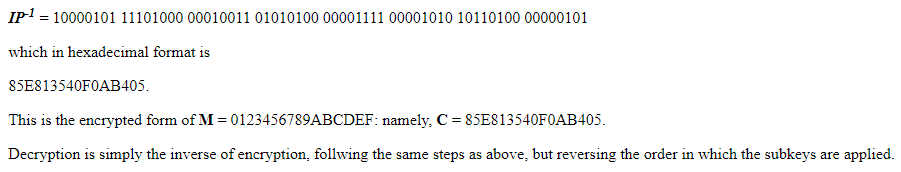 IP-1 = 10000101 11101000 00010011 01010100 00001111 00001010 10110100 00000101
which in hexadecimal format is
85E813540F0AB405.
This is the encrypted form of M = 0123456789ABCDEF: namely, C = 85E813540F0AB405.
Decryption is simply the inverse of encryption, follwing the same steps as above, but reversing the order in which the subkeys are applied.